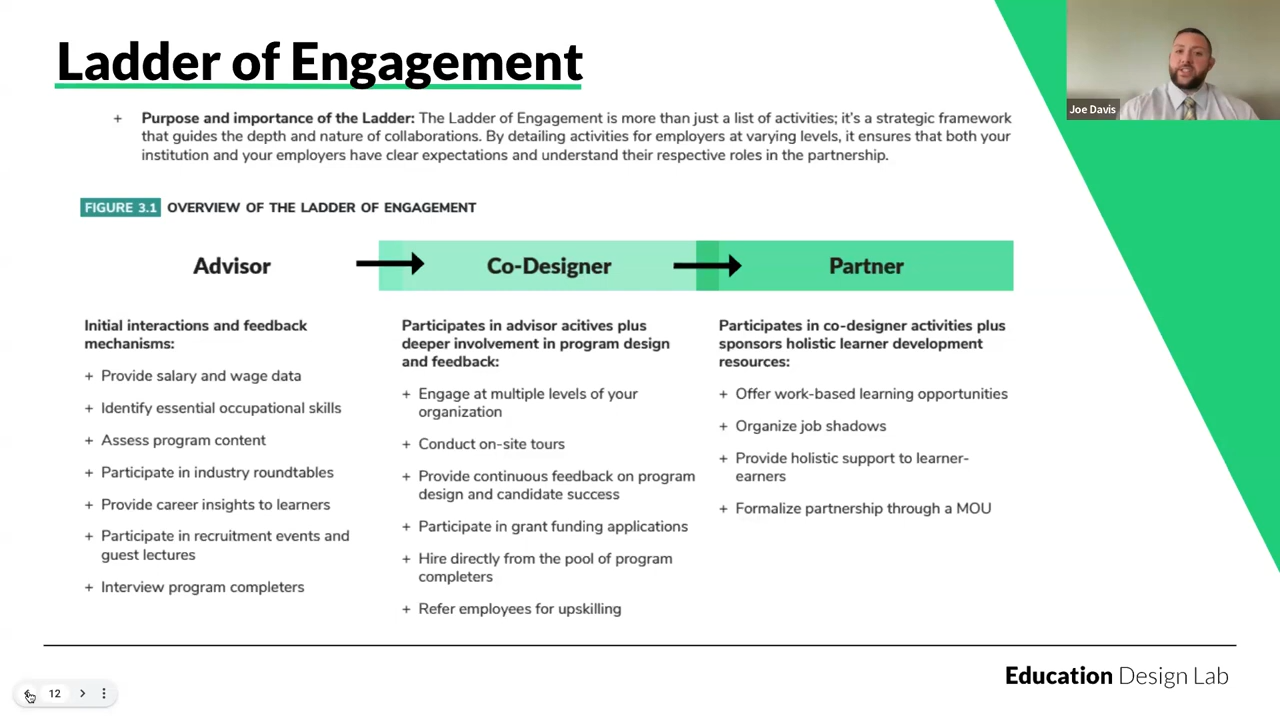 Ladder of Engagement
Joe Davis
+ Purpose and importance of the Ladder: The Ladder of Engagement is more than just a list of activities; it's a strategic framework
that guides the depth and nature of collaborations. By detailing activities for employers at varying levels, it ensures that both your
institution and your employers have clear expectations and understand their respective roles in the partnership.
FIGURE 3.1 OVERVIEW OF THE LADDER OF ENGAGEMENT
Advisor
Co-Designer
Partner
Initial interactions and feedback
mechanisms:
+ Provide salary and wage data
+ Identify essential occupational skills
+ Assess program content
+ Participate in industry roundtables
+ Provide career insights to learners
+ Participate in recruitment events and
guest lectures
+ Interview program completers
Participates in advisor acitives plus
deeper involvement in program design
and feedback:
+ Engage at multiple levels of your
organization
+ Conduct on-site tours
+ Provide continuous feedback on program
design and candidate success
+ Participate in grant funding applications
+ Hire directly from the pool of program
completers
+ Refer employees for upskilling
Participates in co-designer activities plus
sponsors holistic learner development
resources:
+ Offer work-based learning opportunities
+ Organize job shadows
+ Provide holistic support to learner-
earners
+ Formalize partnership through a MOU
Education Design Lab
12